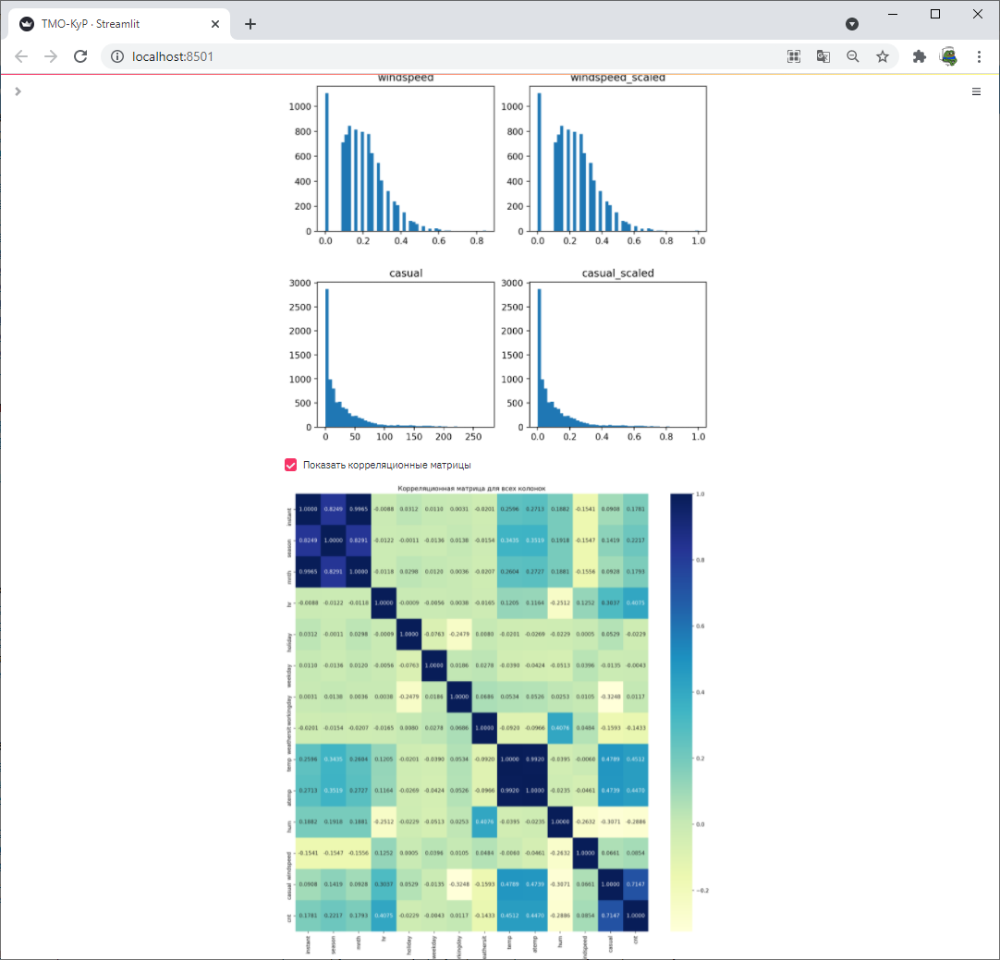 TMO-KyP · Streamlit
localhost:8501
windspeed windspeed_scaled
1000 1000
800 800
600 600
400 400
200 200
0 0
0.0 0.2 0.4 0.6 0.8 0.0 0.2 0.4 0.6 0.8 1.0
casual casual_scaled
3000 3000
2500 2500
2000 2000
1500 1500
1000 1000
500 500
0 0
0 50 100 150 200 250 0.0 0.2 0.4 0.6 0.8 1.0
Показать корреляционные матрицы
Корреляционная матрица для всех колонок
instant 1.0000 0.8249 0.9965 -0.0088 0.0312 0.0110 0.0031 -0.0201 0.2596 0.2713 0.1882 -0.1541 0.0908 0.1781
season 0.8249 1.0000 0.8291 -0.0122 -0.0011 -0.0136 0.0138 -0.0154 0.3435 0.3519 0.1918 -0.1547 0.1419 0.2217
mnth 0.9965 0.8291 1.0000 -0.0118 0.0298 0.0120 0.0036 -0.0207 0.2604 0.2727 0.1881 -0.1556 0.0928 0.1793
hr -0.0088 -0.0122 -0.0118 1.0000 -0.0009 -0.0056 0.0038 -0.0165 0.1205 0.1164 -0.2512 0.1252 0.3037 0.4075
holiday 0.0312 -0.0011 0.0298 -0.0009 1.0000 -0.0763 -0.2479 0.0080 -0.0201 -0.0269 -0.0229 0.0005 0.0529 -0.0229
weekday 0.0110 -0.0136 0.0120 -0.0056 -0.0763 1.0000 0.0186 0.0278 -0.0390 -0.0424 -0.0513 0.0396 -0.0135 -0.0043
workingday 0.0031 0.0138 0.0036 0.0038 -0.2479 0.0186 1.0000 0.0686 0.0534 0.0526 0.0253 0.0105 -0.3248 0.0117
weathersit -0.0201 -0.0154 -0.0207 -0.0165 0.0080 0.0278 0.0686 1.0000 -0.0920 -0.0966 0.4076 0.0484 -0.1593 -0.1433
temp 0.2596 0.3435 0.2604 0.1205 -0.0201 -0.0390 0.0534 -0.0920 1.0000 0.9920 -0.0395 -0.0060 0.4789 0.4512
atemp 0.2713 0.3519 0.2727 0.1164 -0.0269 -0.0424 0.0526 -0.0966 0.9920 1.0000 -0.0235 -0.0461 0.4739 0.4470
hum 0.1882 0.1918 0.1881 -0.2512 -0.0229 -0.0513 0.0253 0.4076 -0.0395 -0.0235 1.0000 -0.2632 -0.3071 -0.2886
windspeed -0.1541 -0.1547 -0.1556 0.1252 0.0005 0.0396 0.0105 0.0484 -0.0060 -0.0461 -0.2632 1.0000 0.0661 0.0854
casual 0.0908 0.1419 0.0928 0.3037 0.0529 -0.0135 -0.3248 -0.1593 0.4789 0.4739 -0.3071 0.0661 1.0000 0.7147
cnt 0.1781 0.2217 0.1793 0.4075 -0.0229 -0.0043 0.0117 -0.1433 0.4512 0.4470 -0.2886 0.0854 0.7147 1.0000
instant season mnth hr holiday weekday rkingday eathersit temp atemp hum ndspeed casual cnt
1.0
0.8
0.6
0.4
0.2
0.0
−0.2